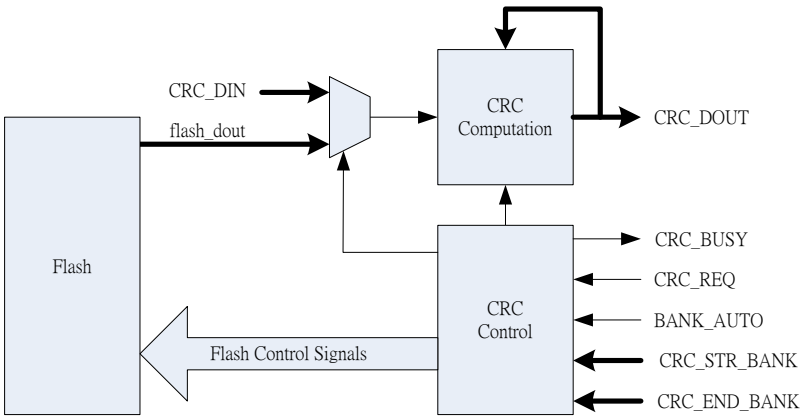 CRC_DIN
flash_dout
CRC
Computation
CRC_DOUT
Flash
CRC
Control
CRC_BUSY
CRC_REQ
BANK_AUTO
CRC_STR_BANK
CRC_END_BANK
Flash Control Signals